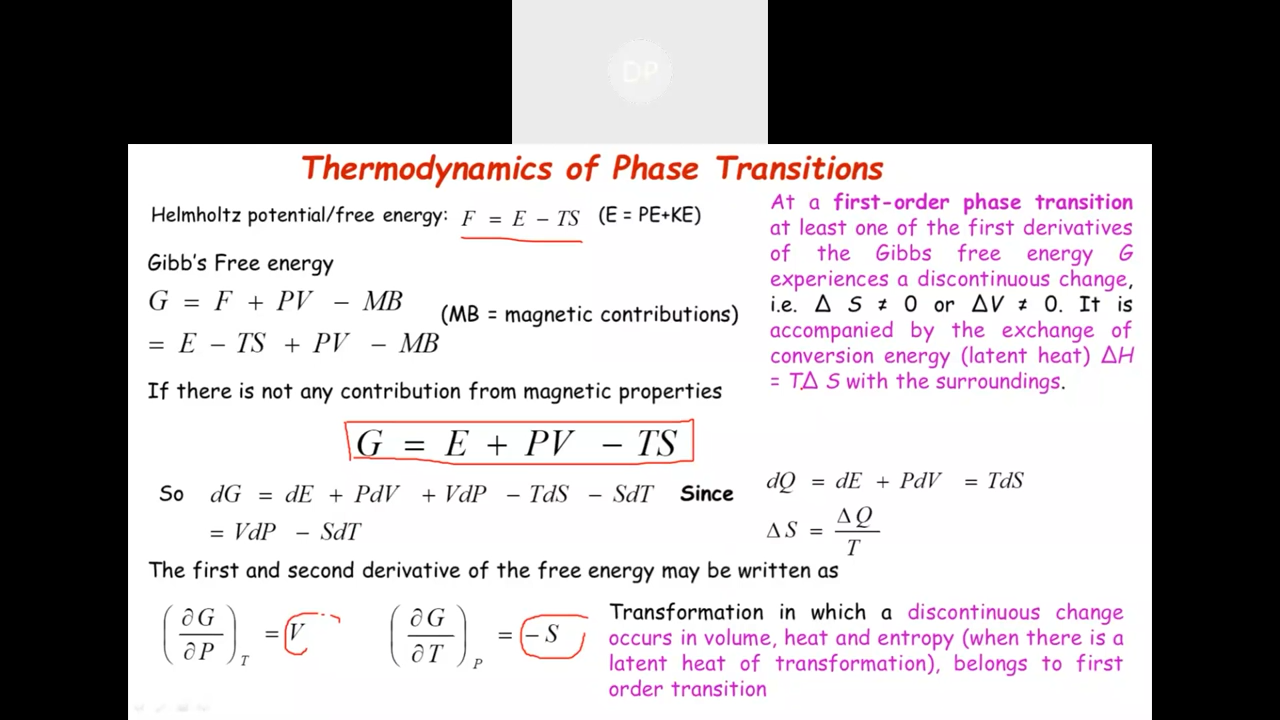 DP
Thermodynamics of Phase Transitions
Helmholtz potential/free energy: F = E − TS (E = PE+KE)
Gibb's Free energy
G = F + PV − MB
(MB = magnetic contributions)
= E − TS + PV − MB
If there is not any contribution from magnetic properties
G = E + PV − TS
So dG = dE + PdV + VdP − TdS − SdT Since
= VdP − SdT
At a first-order phase transition
at least one of the first derivatives
of the Gibbs free energy G
experiences a discontinuous change,
i.e. Δ S ≠ 0 or ΔV ≠ 0. It is
accompanied by the exchange of
conversion energy (latent heat) ΔH
= TΔ S with the surroundings.
dQ = dE + PdV = TdS
ΔS = ΔQ / T
The first and second derivative of the free energy may be written as
(∂G/∂P)_T = V (∂G/∂T)_P = − S
Transformation in which a discontinuous change
occurs in volume, heat and entropy (when there is a
latent heat of transformation), belongs to first
order transition